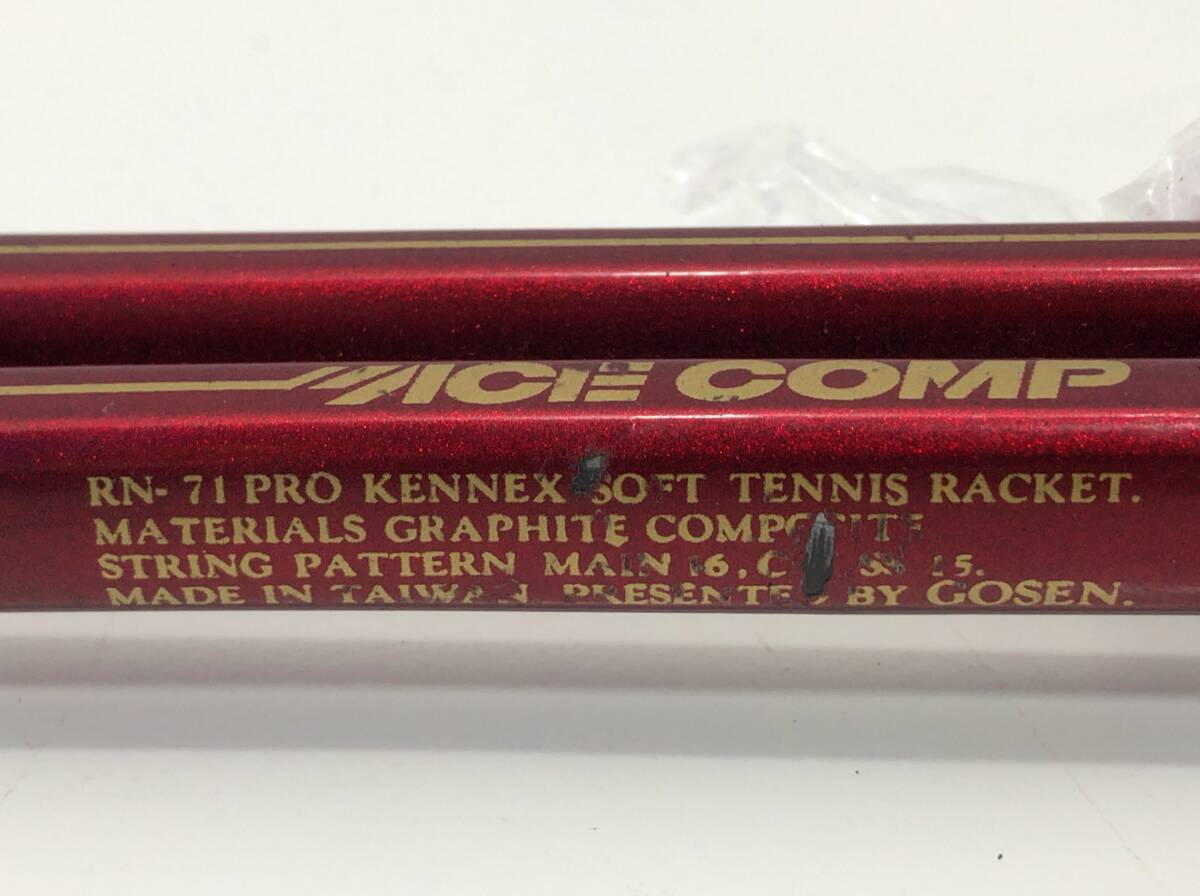 ACE COMP
RN-71 PRO KENNEX SOFT TENNIS RACKET.
MATERIALS GRAPHITE COMPOSITE.
STRING PATTERN MAIN 16, CROSS 15.
MADE IN TAIWAN PRESENTED BY GOSEN.